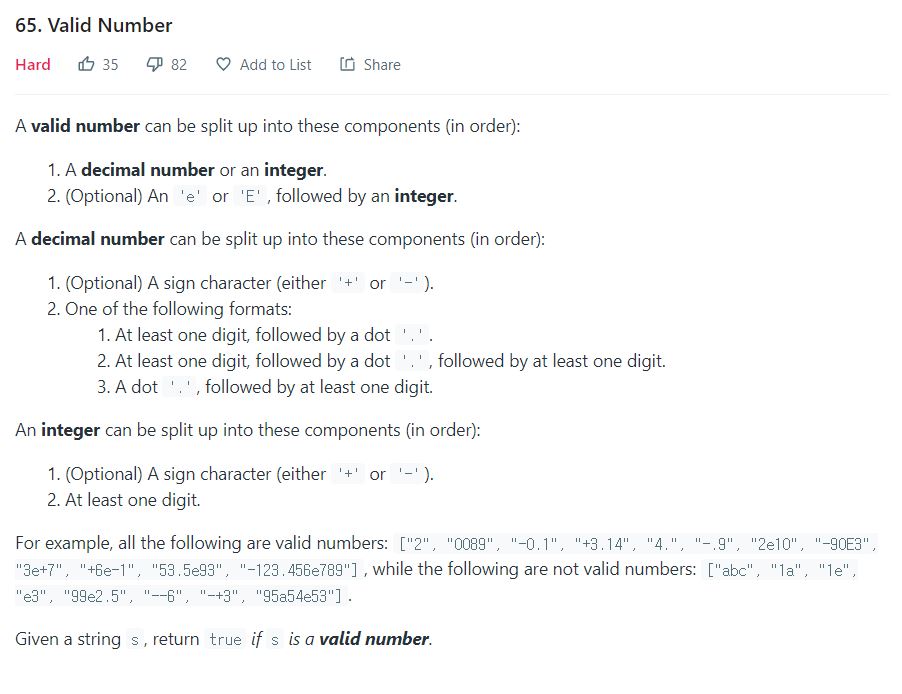 65. Valid Number
Hard 35 82 Add to List Share
A valid number can be split up into these components (in order):
1. A decimal number or an integer.
2. (Optional) An 'e' or 'E', followed by an integer.
A decimal number can be split up into these components (in order):
1. (Optional) A sign character (either '+' or '-').
2. One of the following formats:
1. At least one digit, followed by a dot '.'.
2. At least one digit, followed by a dot '.', followed by at least one digit.
3. A dot '.', followed by at least one digit.
An integer can be split up into these components (in order):
1. (Optional) A sign character (either '+' or '-').
2. At least one digit.
For example, all the following are valid numbers: ["2", "0089", "-0.1", "+3.14", "4.", "-.9", "2e10", "-90E3",
"3e+7", "+6e-1", "53.5e93", "-123.456e789"], while the following are not valid numbers: ["abc", "1a", "1e",
"e3", "99e2.5", "--6", "-+3", "95a54e53"].
Given a string s, return true if s is a valid number.